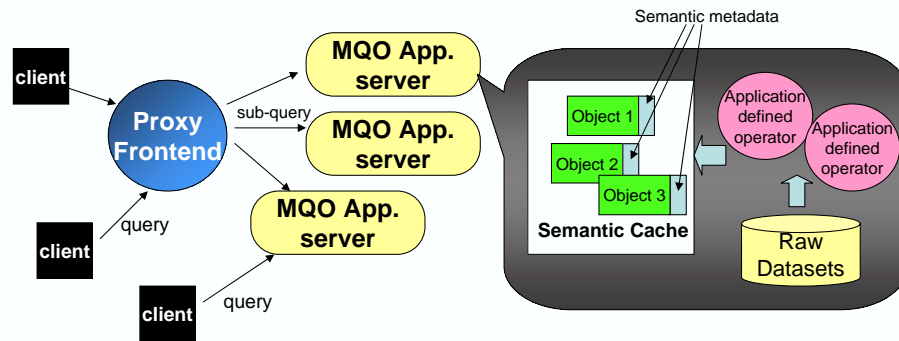 Semantic metadata
MQO App.
server
client
Proxy
Frontend
sub-query
MQO App.
server
MQO App.
server
client
query
client
query
Object 1
Object 2
Object 3
Semantic Cache
Application
defined
operator
Application
defined
operator
Raw
Datasets